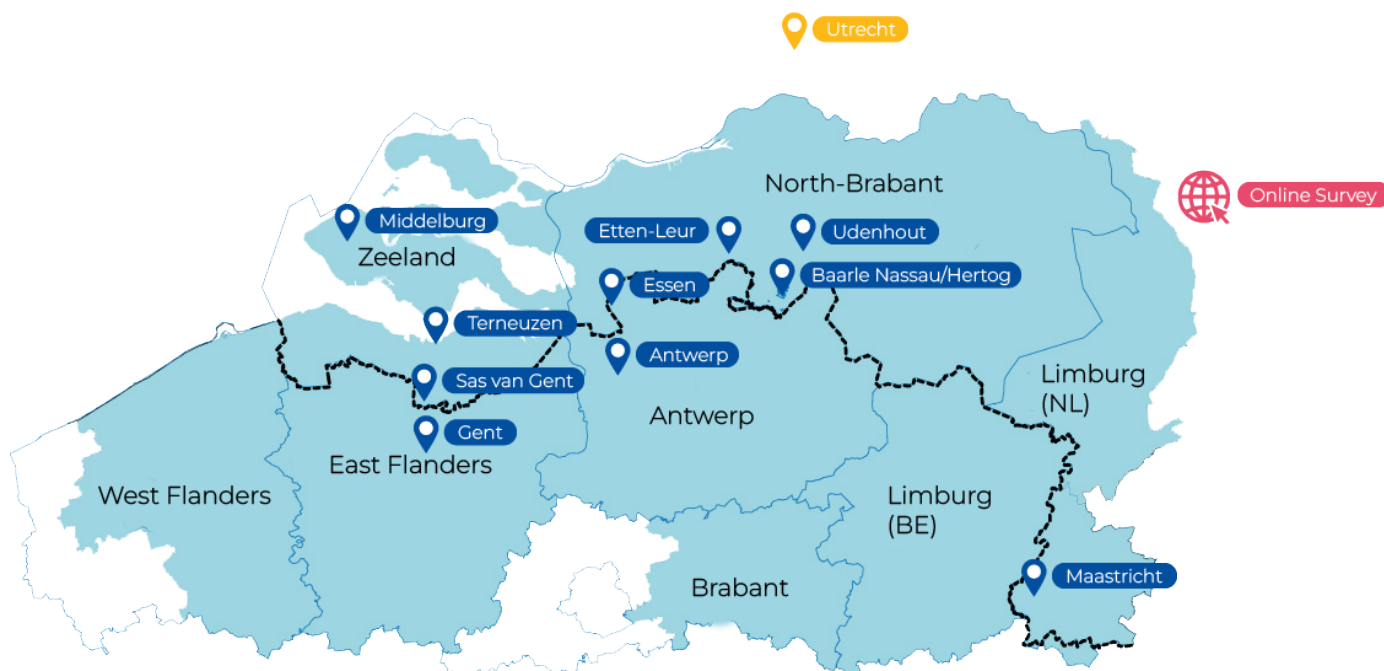 Utrecht
North-Brabant
Online Survey
Middelburg
Etten-Leur
Udenhout
Zeeland
Essen
Baarle Nassau/Hertog
Terneuzen
Antwerp
Sas van Gent
Limburg
(NL)
Antwerp
Gent
East Flanders
West Flanders
Limburg
(BE)
Maastricht
Brabant